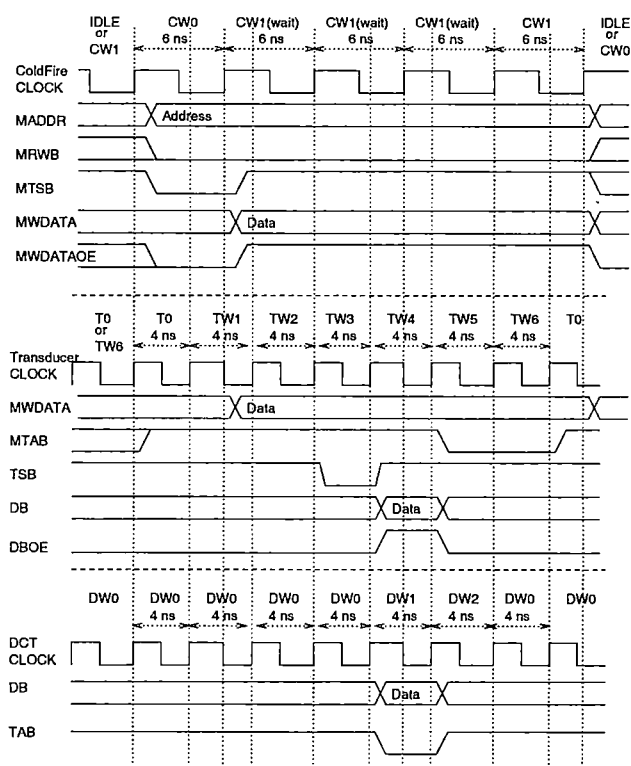 IDLE or CW1 CW0 CW1(wait) CW1(wait) CW1(wait) CW1 IDLE or CW0
6 ns 6 ns 6 ns 6 ns 6 ns
ColdFire CLOCK
MADDR Address
MRWB
MTSB
MWDATA Data
MWDATAOE
T0 or TW6 T0 TW1 TW2 TW3 TW4 TW5 TW6 T0
4 ns 4 ns 4 ns 4 ns 4 ns 4 ns 4 ns
Transducer CLOCK
MWDATA Data
MTAB
TSB
DB Data
DBOE
DW0 DW0 DW0 DW0 DW0 DW1 DW2 DW0 DW0
4 ns 4 ns 4 ns 4 ns 4 ns 4 ns 4 ns
DCT CLOCK
DB Data
TAB